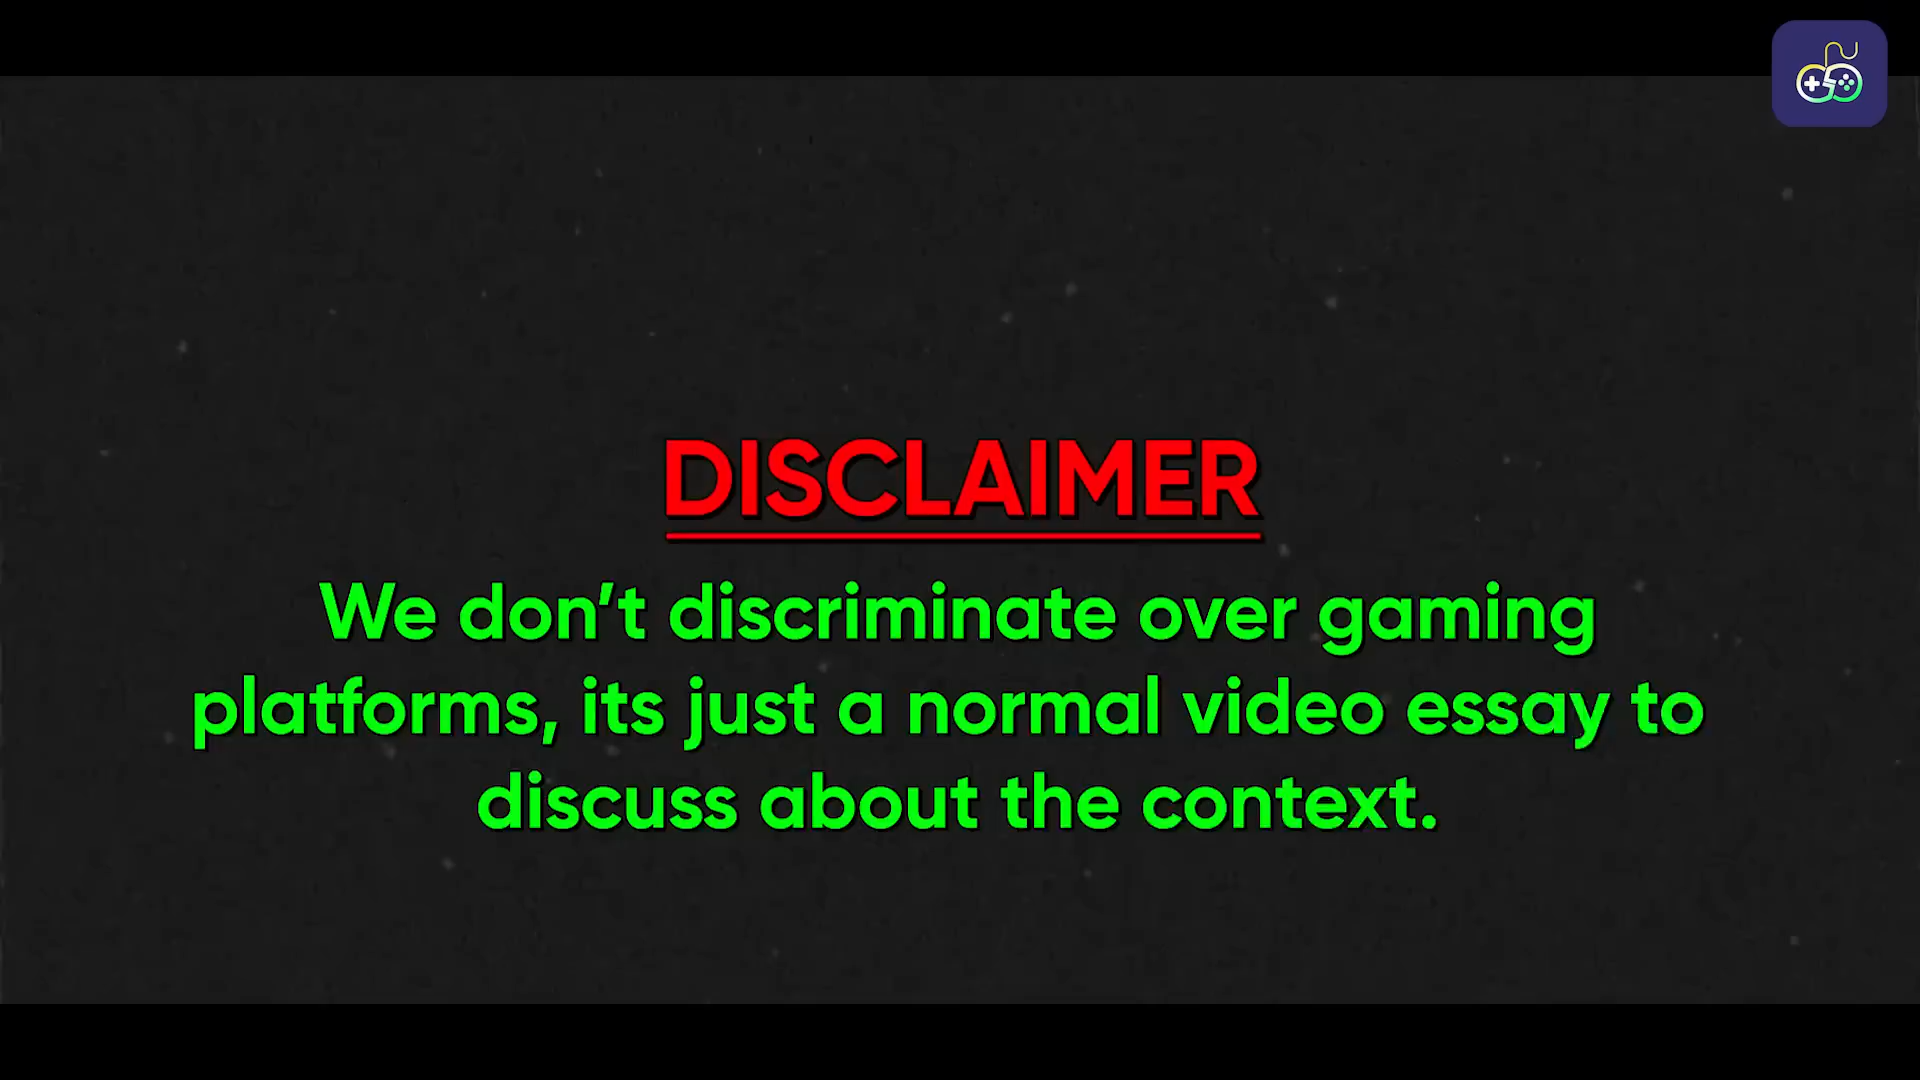 DISCLAIMER
We don’t discriminate over gaming
platforms, its just a normal video essay to
discuss about the context.